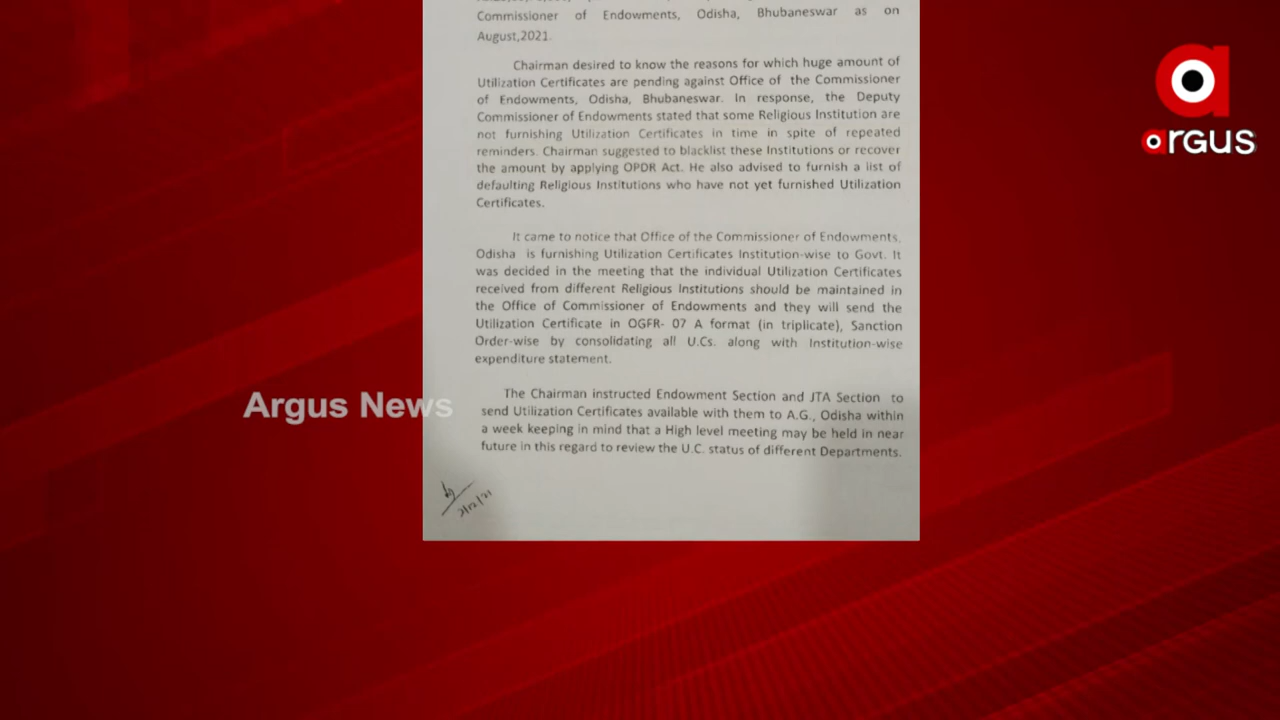 Commissioner of Endowments, Odisha, Bhubaneswar as on
August,2021.
Chairman desired to know the reasons for which huge amount of
Utilization Certificates are pending against Office of the Commissioner
of Endowments, Odisha, Bhubaneswar. In response, the Deputy
Commissioner of Endowments stated that some Religious Institution are
not furnishing Utilization Certificates in time in spite of repeated
reminders. Chairman suggested to blacklist these Institutions or recover
the amount by applying OPDR Act. He also advised to furnish a list of
defaulting Religious Institutions who have not yet furnished Utilization
Certificates.
It came to notice that Office of the Commissioner of Endowments,
Odisha is furnishing Utilization Certificates Institution-wise to Govt. It
was decided in the meeting that the individual Utilization Certificates
received from different Religious Institutions should be maintained in
the Office of Commissioner of Endowments and they will send the
Utilization Certificate in OGFR- 07 A format (in triplicate), Sanction
Order-wise by consolidating all U.Cs. along with Institution-wise
expenditure statement.
The Chairman instructed Endowment Section and JTA Section to
send Utilization Certificates available with them to A.G., Odisha within
a week keeping in mind that a High level meeting may be held in near
future in this regard to review the U.C. status of different Departments.
Argus News
argus